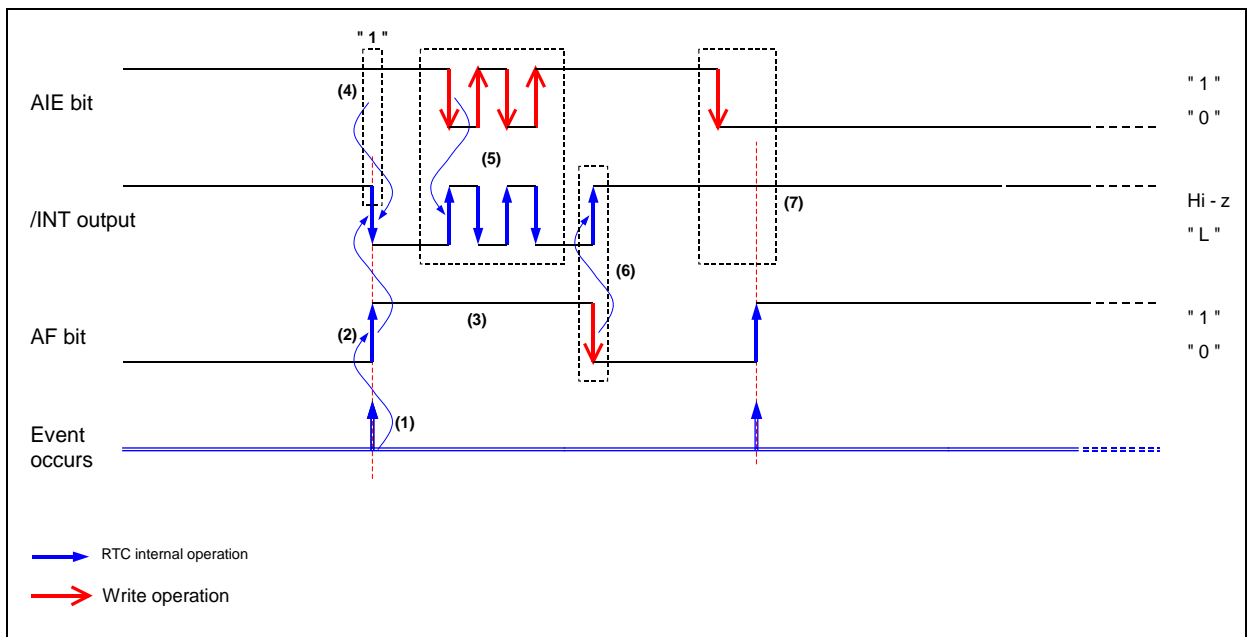 " 1 "
AIE bit
(4)
(5)
" 1 "
" 0 "
/INT output
(7)
Hi - z
" L "
(6)
AF bit
(2)
(3)
" 1 "
" 0 "
(1)
Event
occurs
RTC internal operation
Write operation